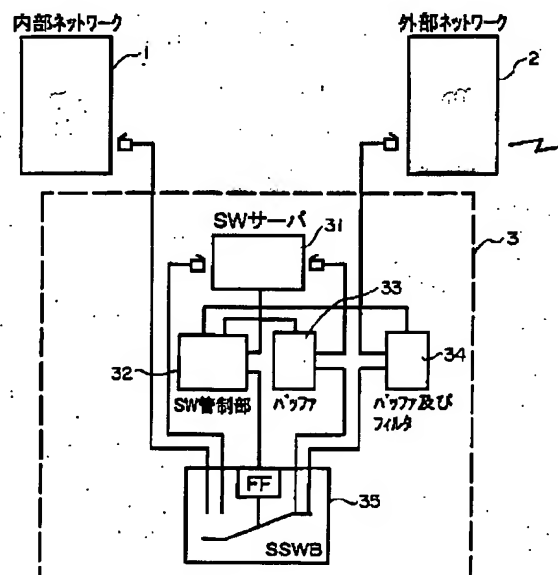 内部ネットワーク
外部ネットワーク
1
2
SWサーバ
31
3
33
32
34
SW管制部
バッファ
バッファ及び
フィルタ
FF
35
SSWB